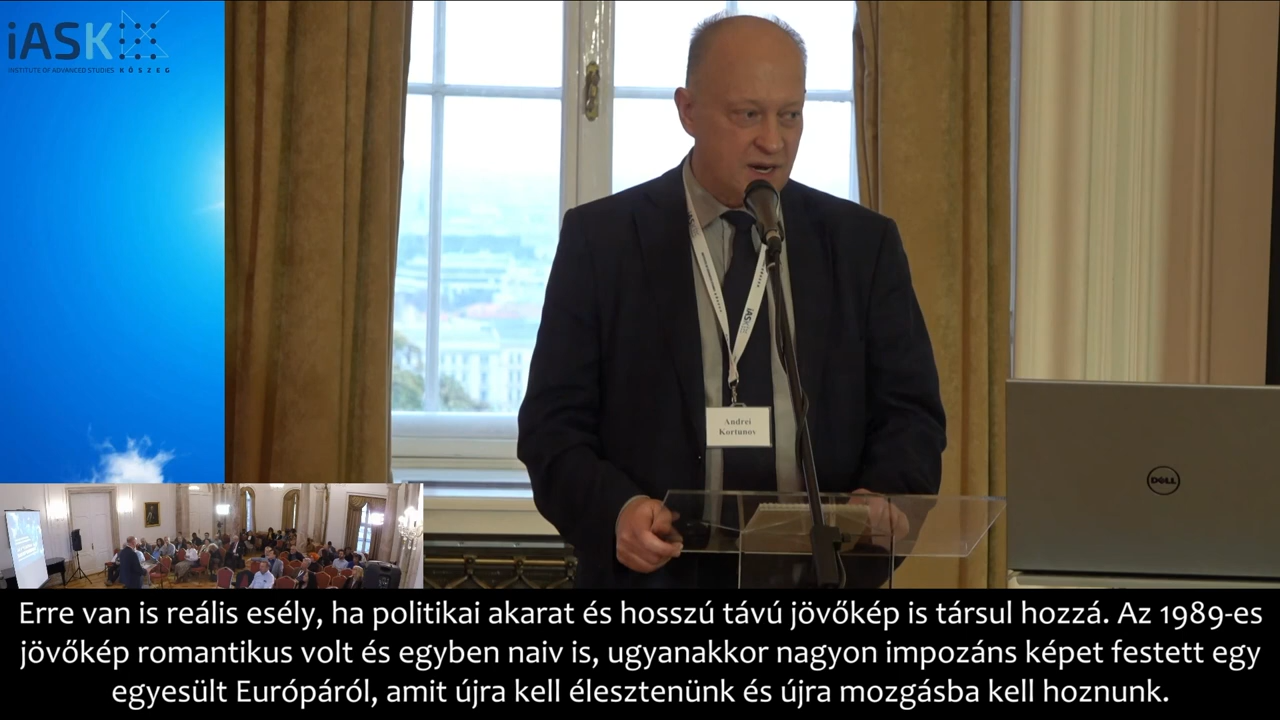 iASK
INSTITUTE OF ADVANCED STUDIES KŐSZEG
iASK
Andrei
Kortunov
DELL
Erre van is reális esély, ha politikai akarat és hosszú távú jövőkép is társul hozzá. Az 1989-es
jövőkép romantikus volt és egyben naiv is, ugyanakkor nagyon impozáns képet festett egy
egyesült Európáról, amit újra kell élesztenünk és újra mozgásba kell hoznunk.